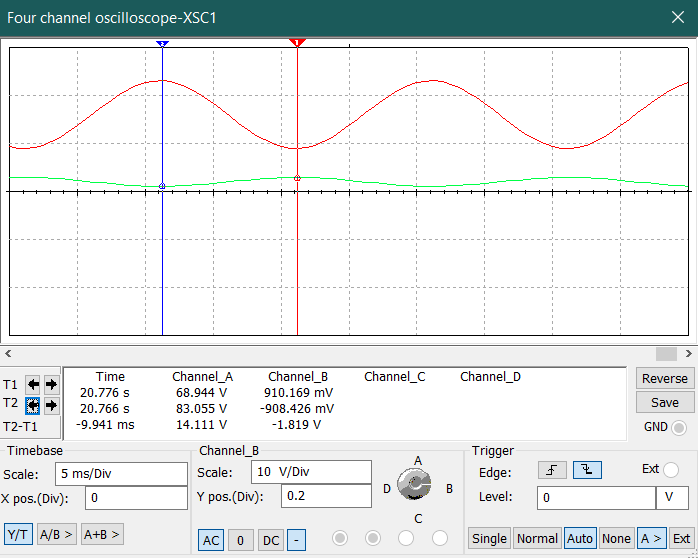 Four channel oscilloscope-XSC1
2 1
Time Channel_A Channel_B Channel_C Channel_D
T1 20.776 s 68.944 V 910.169 mV
T2 20.766 s 83.055 V -908.426 mV
T2-T1 -9.941 ms 14.111 V -1.819 V
Reverse
Save
GND
Timebase
Scale: 5 ms/Div
X pos.(Div): 0
Y/T A/B > A+B >
Channel_B
Scale: 10 V/Div
Y pos.(Div): 0.2
AC 0 DC -
A
D B
C
Trigger
Edge: Ext
Level: 0 V
Single Normal Auto None A > Ext